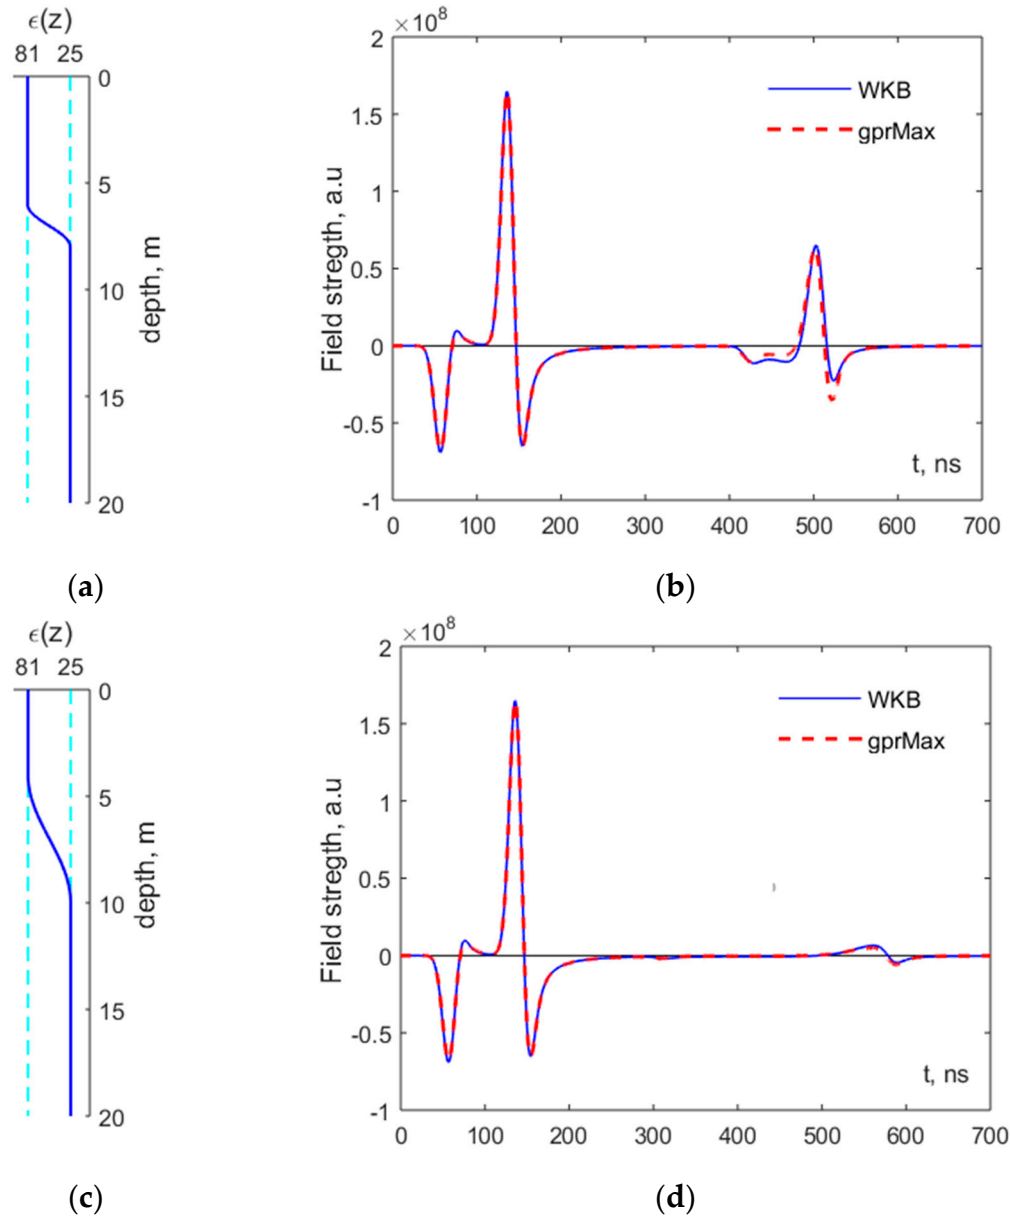 ϵ(z)
81 25
0
5
10
15
20
depth, m
(a)
×10⁸
2
1.5
1
0.5
0
-0.5
-1
Field stregth, a.u
WKB
gprMax
t, ns
0 100 200 300 400 500 600 700
(b)
ϵ(z)
81 25
0
5
10
15
20
depth, m
(c)
×10⁸
2
1.5
1
0.5
0
-0.5
-1
Field stregth, a.u
WKB
gprMax
t, ns
0 100 200 300 400 500 600 700
(d)